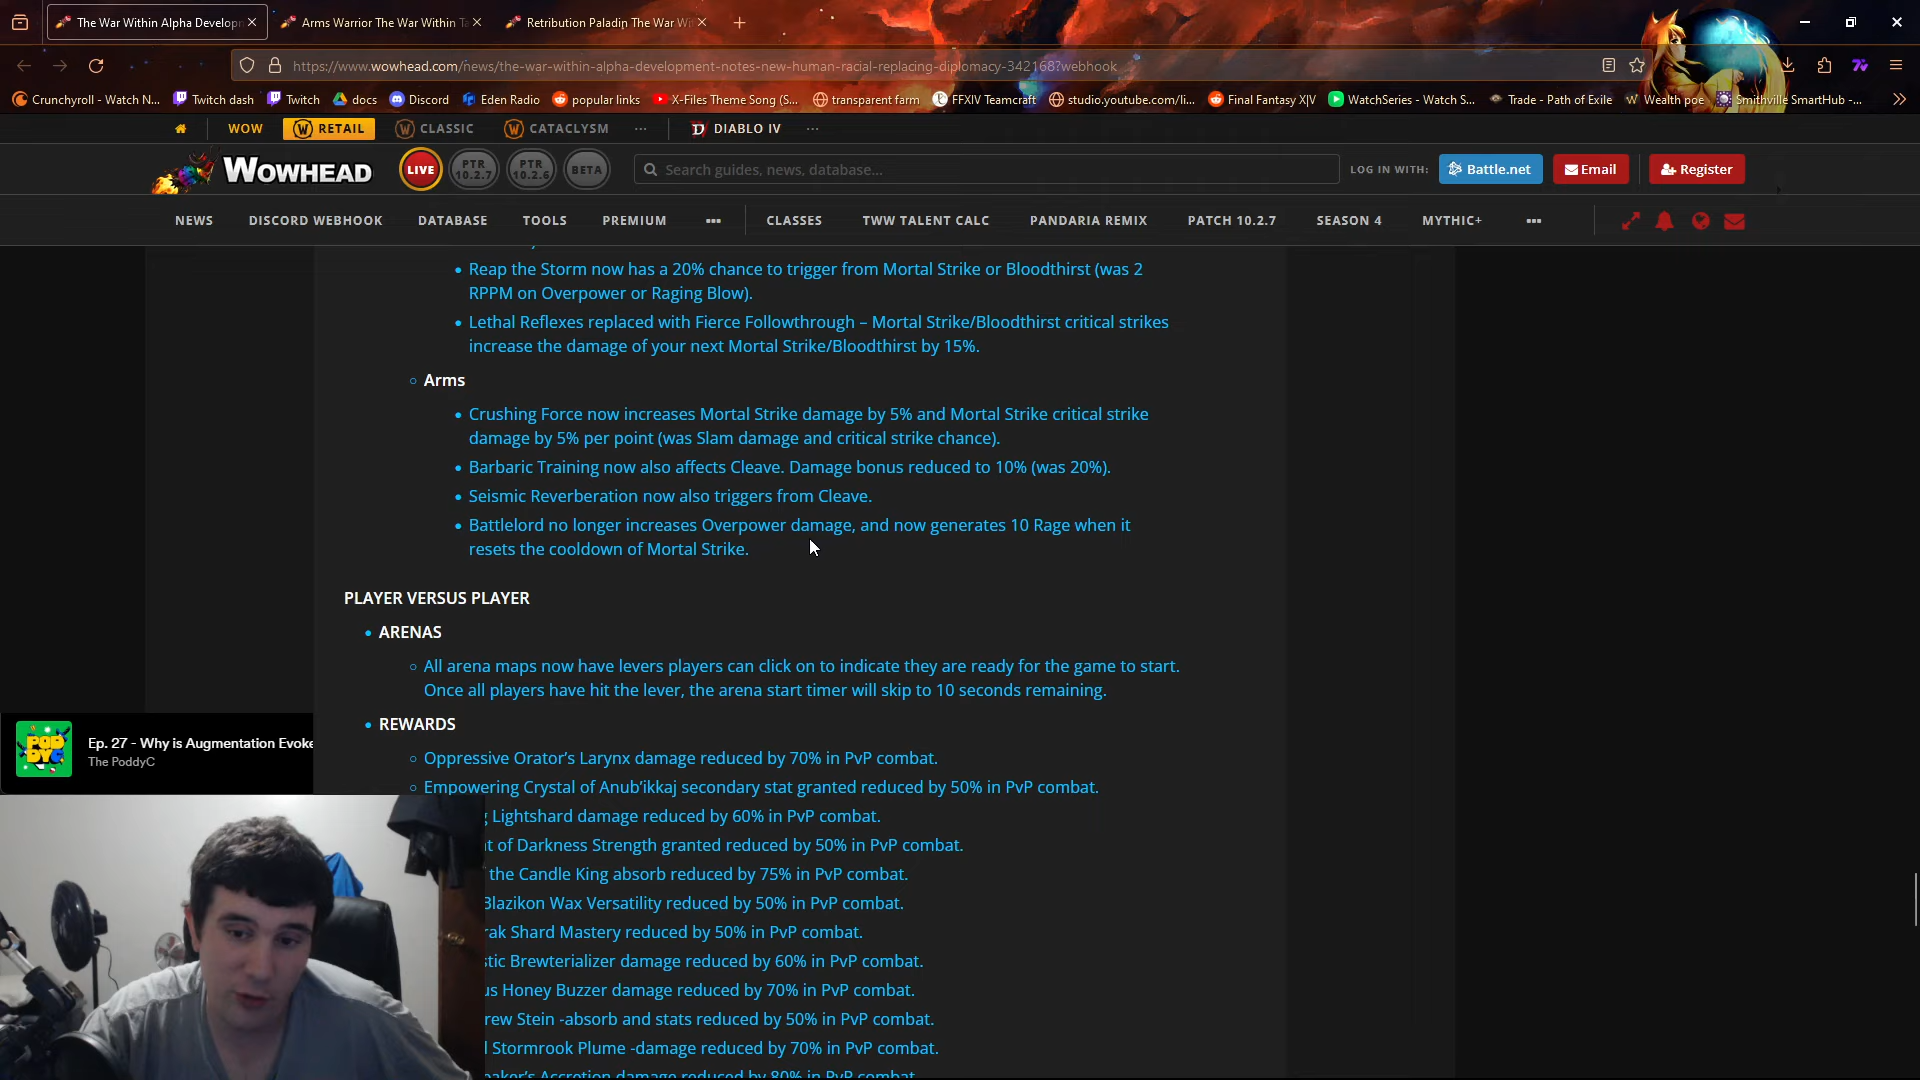 The War Within Alpha Develop
Arms Warrior The War Within Ta
Retribution Paladin The War Wi
https://www.wowhead.com/news/the-war-within-alpha-development-notes-new-human-racial-replacing-diplomacy-342168?webhook
Crunchyroll - Watch N... Twitch dash Twitch docs Discord Eden Radio popular links X-Files Theme Song (S... transparent farm FFXIV Teamcraft studio.youtube.com/li... Final Fantasy X|V WatchSeries - Watch S... Trade - Path of Exile Wealth poe Smithville SmartHub -...
WOW RETAIL CLASSIC CATACLYSM ... DIABLO IV ...
WOWHEAD LIVE PTR 10.2.7 PTR 10.2.6 BETA Search guides, news, database... LOG IN WITH: Battle.net Email Register
NEWS DISCORD WEBHOOK DATABASE TOOLS PREMIUM ... CLASSES TWW TALENT CALC PANDARIA REMIX PATCH 10.2.7 SEASON 4 MYTHIC+ ...
• Reap the Storm now has a 20% chance to trigger from Mortal Strike or Bloodthirst (was 2
RPPM on Overpower or Raging Blow).
• Lethal Reflexes replaced with Fierce Followthrough – Mortal Strike/Bloodthirst critical strikes
increase the damage of your next Mortal Strike/Bloodthirst by 15%.
○ Arms
• Crushing Force now increases Mortal Strike damage by 5% and Mortal Strike critical strike
damage by 5% per point (was Slam damage and critical strike chance).
• Barbaric Training now also affects Cleave. Damage bonus reduced to 10% (was 20%).
• Seismic Reverberation now also triggers from Cleave.
• Battlelord no longer increases Overpower damage, and now generates 10 Rage when it
resets the cooldown of Mortal Strike.
PLAYER VERSUS PLAYER
• ARENAS
○ All arena maps now have levers players can click on to indicate they are ready for the game to start.
Once all players have hit the lever, the arena start timer will skip to 10 seconds remaining.
• REWARDS
Ep. 27 - Why is Augmentation Evoke
The PoddyC
○ Oppressive Orator's Larynx damage reduced by 70% in PvP combat.
○ Empowering Crystal of Anub'ikkaj secondary stat granted reduced by 50% in PvP combat.
g Lightshard damage reduced by 60% in PvP combat.
t of Darkness Strength granted reduced by 50% in PvP combat.
the Candle King absorb reduced by 75% in PvP combat.
Blazikon Wax Versatility reduced by 50% in PvP combat.
rak Shard Mastery reduced by 50% in PvP combat.
stic Brewterializer damage reduced by 60% in PvP combat.
us Honey Buzzer damage reduced by 70% in PvP combat.
rew Stein -absorb and stats reduced by 50% in PvP combat.
l Stormrook Plume -damage reduced by 70% in PvP combat.
eaker's Accretion damage reduced by 80% in PvP combat.